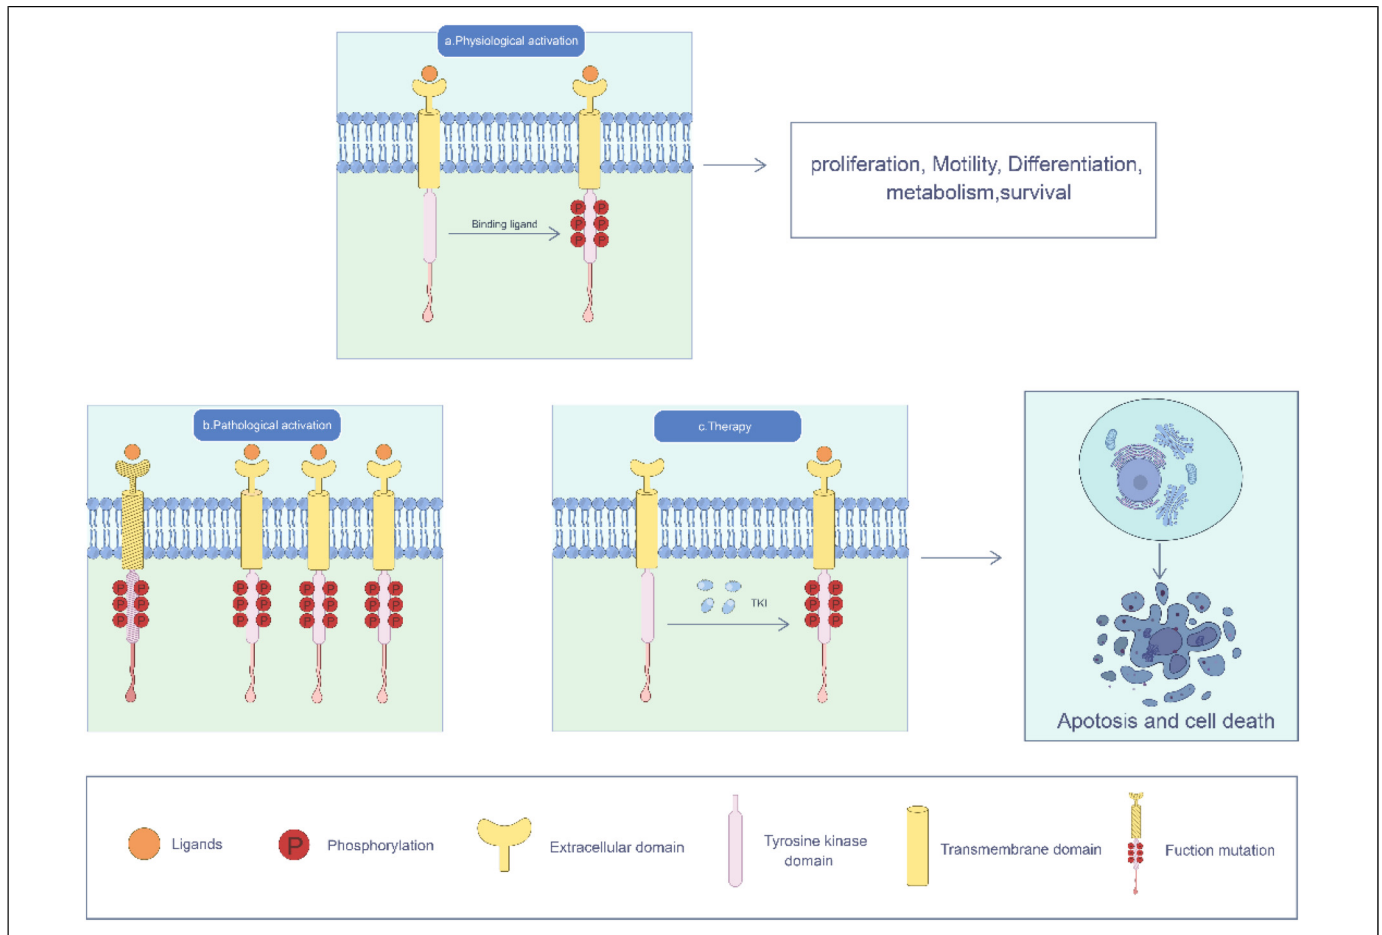 a.Physiological activation
Binding ligand
P P
P P
P P
proliferation, Motility, Differentiation,
metabolism,survival
b.Pathological activation
P P P P P P P P
P P P P P P P P
P P P P P P P P
c.Therapy
TKI
P P
P P
P P
Apotosis and cell death
Ligands
P
Phosphorylation
Extracellular domain
Tyrosine kinase
domain
Transmembrane domain
Fuction mutation